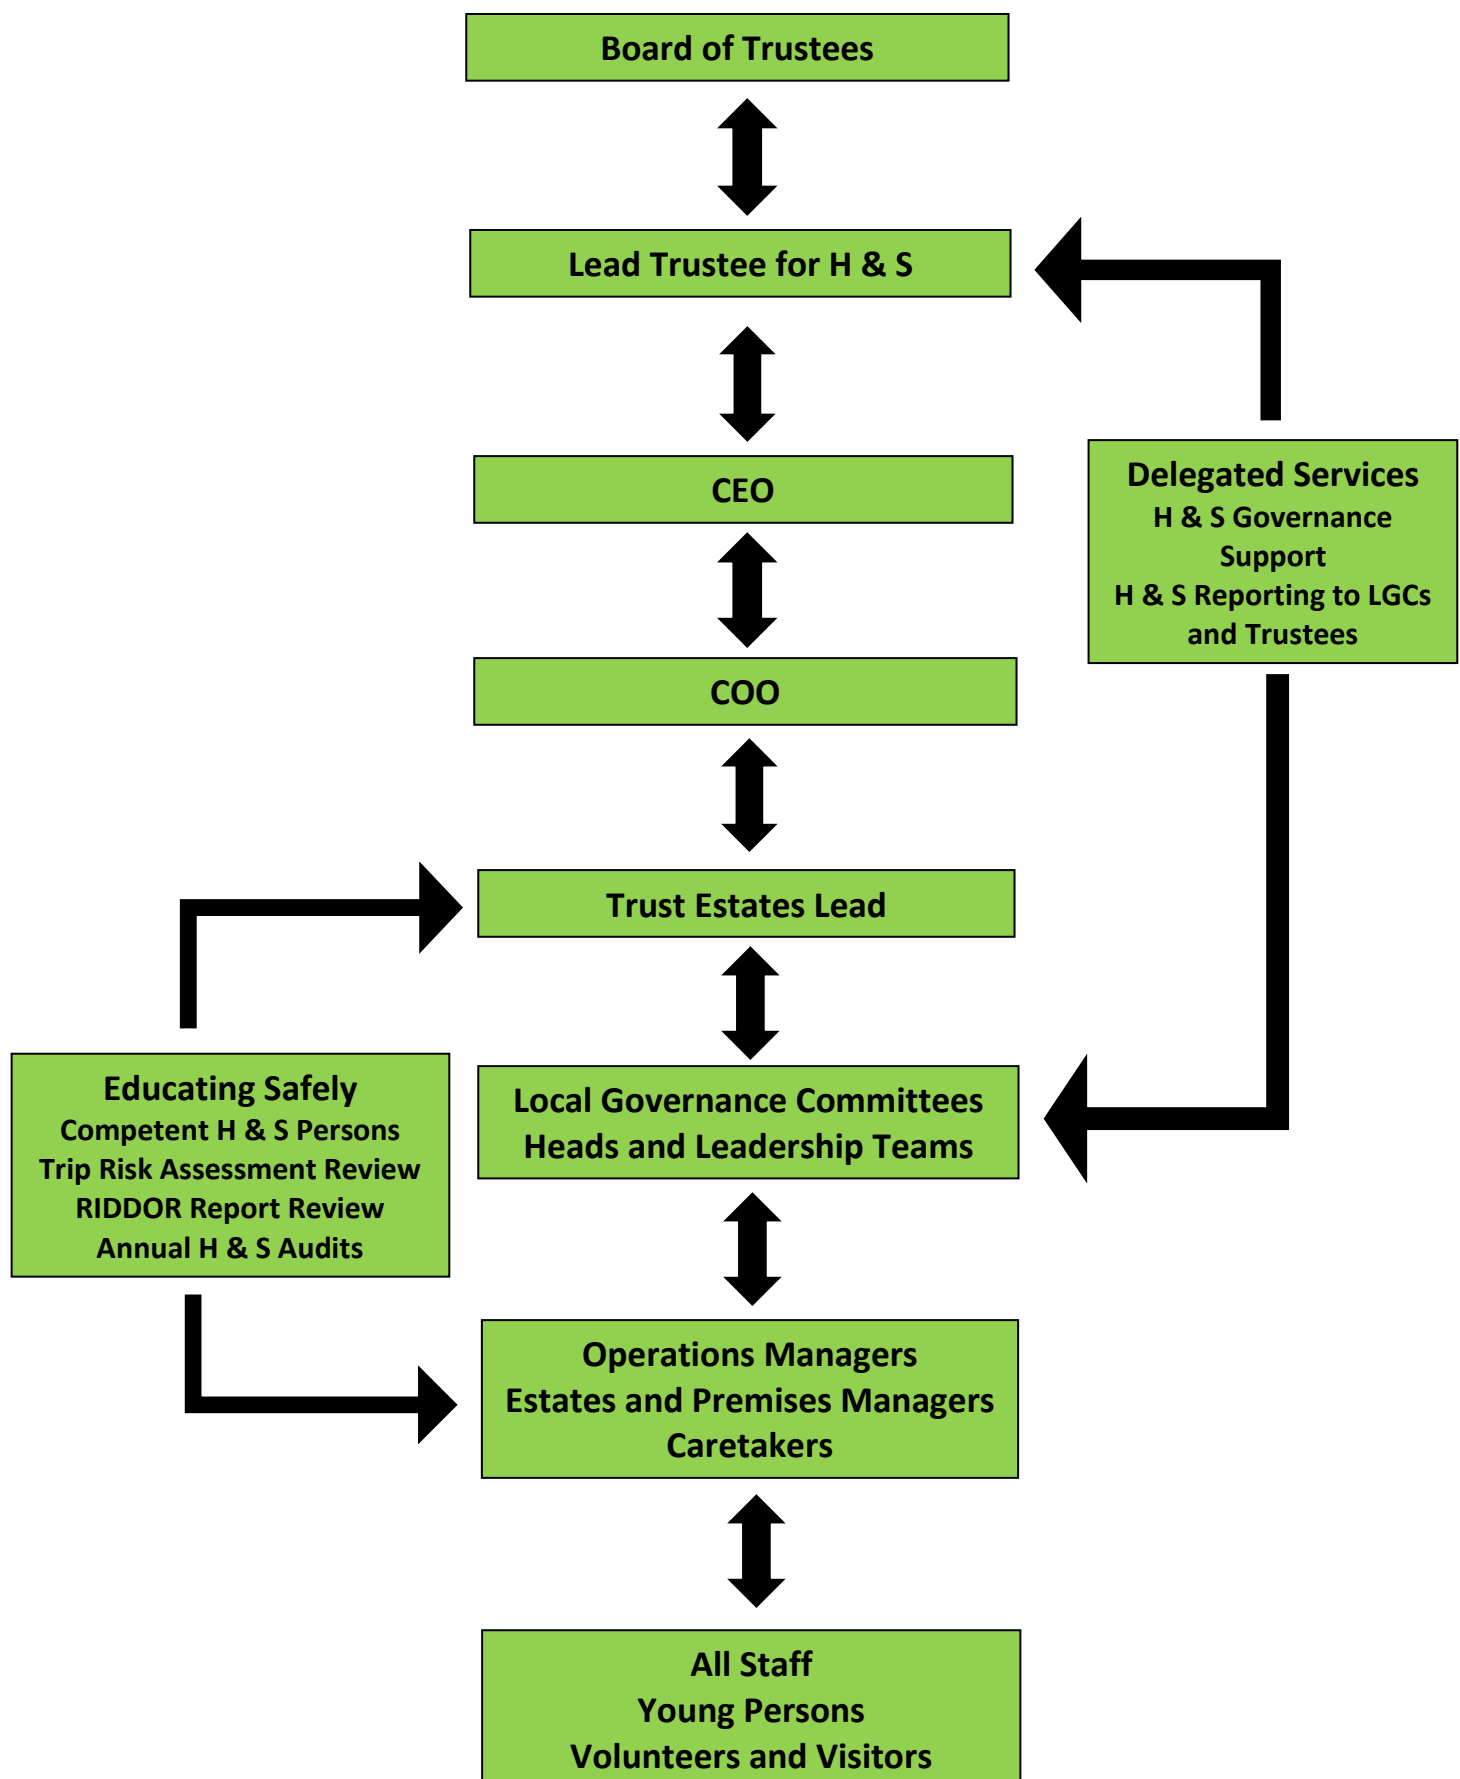 Board of Trustees
Lead Trustee for H & S
CEO
Delegated Services
H & S Governance
Support
H & S Reporting to LGCs
and Trustees
COO
Trust Estates Lead
Educating Safely
Competent H & S Persons
Trip Risk Assessment Review
RIDDOR Report Review
Annual H & S Audits
Local Governance Committees
Heads and Leadership Teams
Operations Managers
Estates and Premises Managers
Caretakers
All Staff
Young Persons
Volunteers and Visitors